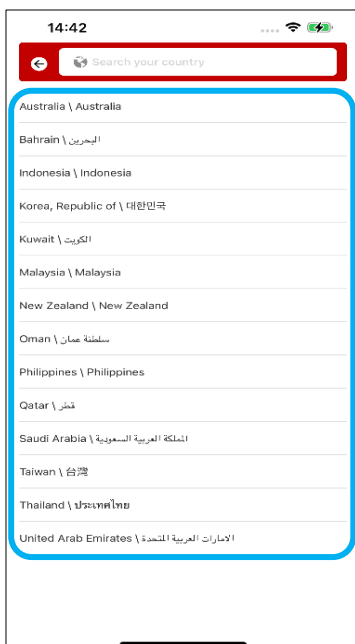 14:42
Search your country
Australia \ Australia
Bahrain \ البحرين
Indonesia \ Indonesia
Korea, Republic of \ 대한민국
Kuwait \ الكويت
Malaysia \ Malaysia
New Zealand \ New Zealand
Oman \ سلطنة عمان
Philippines \ Philippines
Qatar \ قطر
Saudi Arabia \ المملكة العربية السعودية
Taiwan \ 台灣
Thailand \ ประเทศไทย
United Arab Emirates \ الامارات العربية المتحدة